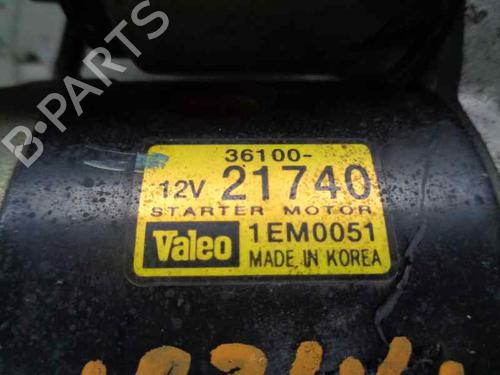 B-PARTS
36100-
12V 21740
STARTER MOTOR
Valeo 1EM0051
MADE IN KOREA